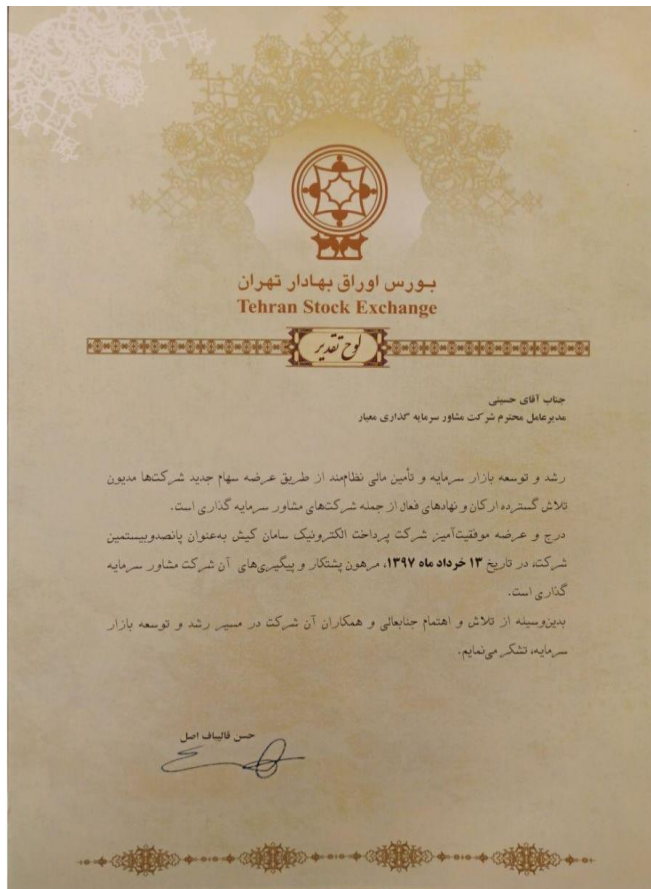 بورس اوراق بهادار تهران
Tehran Stock Exchange
لوح تقدیر
جناب آقای حسینی
مدیرعامل محترم شرکت مشاور سرمایه گذاری معیار
رشد و توسعه بازار سرمایه و تأمین مالی نظام‌مند از طریق عرضه سهام جدید شرکت‌ها مدیون
تلاش گسترده ارکان و نهادهای فعال از جمله شرکت‌های مشاور سرمایه گذاری است.
درج و عرضه موفقیت‌آمیز شرکت پرداخت الکترونیک سامان کیش به‌عنوان پانصدوبیستمین
شرکت، در تاریخ ۱۳ خرداد ماه ۱۳۹۷، مرهون پشتکار و پیگیری‌های آن شرکت مشاور سرمایه
گذاری است.
بدین‌وسیله از تلاش و اهتمام جنابعالی و همکاران آن شرکت در مسیر رشد و توسعه بازار
سرمایه، تشکر می‌نمایم.
حسن قالیباف اصل